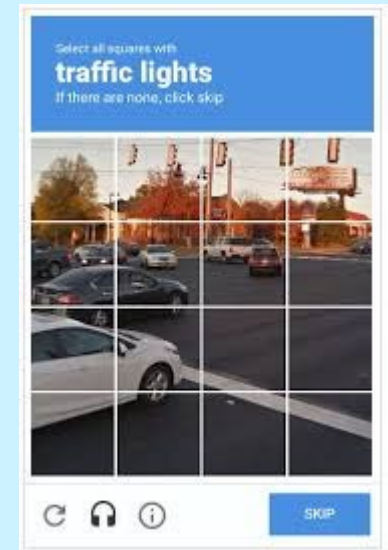 Select all squares with
traffic lights
If there are none, click skip
SKIP